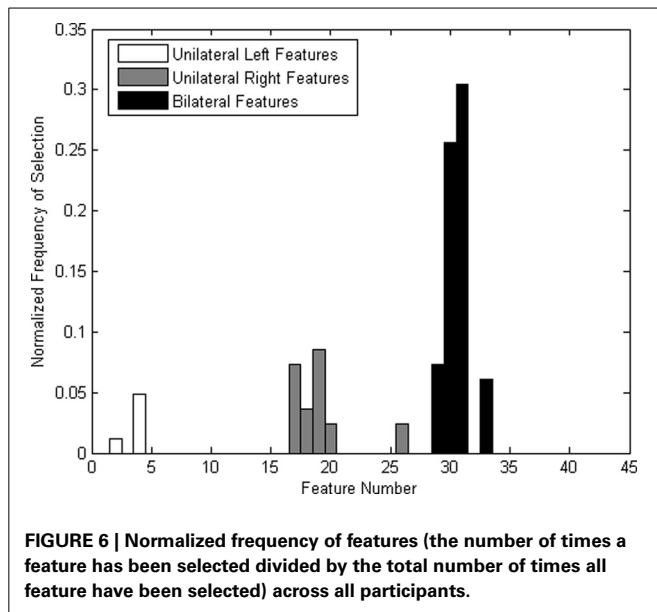 0.35
0.3
0.25
0.2
0.15
0.1
0.05
0
Normalized Frequency of Selection
Unilateral Left Features
Unilateral Right Features
Bilateral Features
0 5 10 15 20 25 30 35 40 45
Feature Number
FIGURE 6 | Normalized frequency of features (the number of times a
feature has been selected divided by the total number of times all
feature have been selected) across all participants.